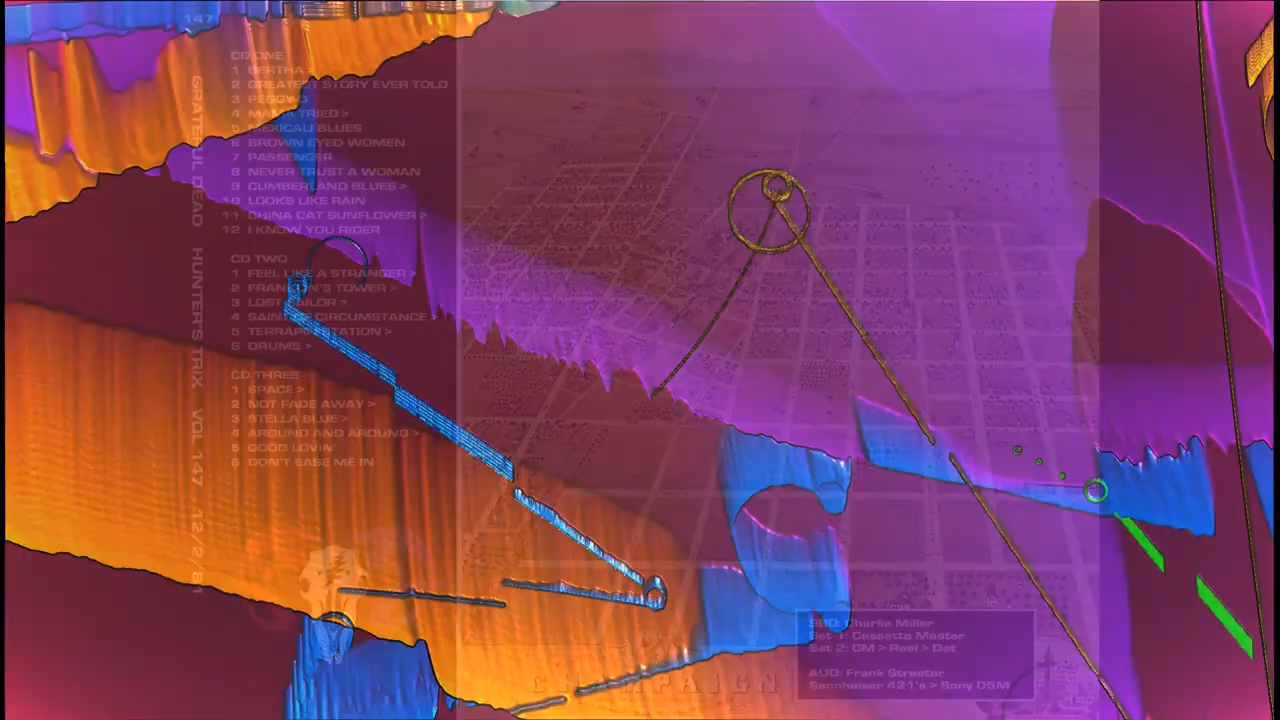 147
CD ONE
1 BERTHA >
2 GREATEST STORY EVER TOLD
3 PEGGY-O
4 MAMA TRIED >
5 MEXICALI BLUES
6 BROWN EYED WOMEN
7 PASSENGER
8 NEVER TRUST A WOMAN
9 CUMBERLAND BLUES >
10 LOOKS LIKE RAIN
11 CHINA CAT SUNFLOWER >
12 I KNOW YOU RIDER
CD TWO
1 FEEL LIKE A STRANGER >
2 FRANKLIN'S TOWER >
3 LOST SAILOR >
4 SAINT OF CIRCUMSTANCE
5 TERRAPIN STATION >
6 DRUMS >
CD THREE
1 SPACE >
2 NOT FADE AWAY >
3 STELLA BLUE >
4 AROUND AND AROUND >
5 GOOD LOVIN'
6 DON'T EASE ME IN
GRATEFUL DEAD HUNTER'S TRIX VOL 147 12/2/81
CHAMPAIGN
SBD: Charlie Miller
Set 1: Cassette Master
Set 2: CM > Reel > Dat
AUD: Frank Streeter
Sennheiser 421's > Sony D5M